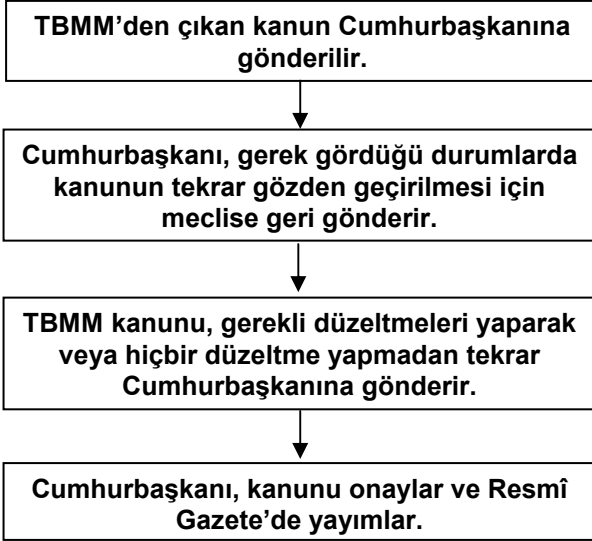 TBMM’den çıkan kanun Cumhurbaşkanına
gönderilir.
Cumhurbaşkanı, gerek gördüğü durumlarda
kanunun tekrar gözden geçirilmesi için
meclise geri gönderir.
TBMM kanunu, gerekli düzeltmeleri yaparak
veya hiçbir düzeltme yapmadan tekrar
Cumhurbaşkanına gönderir.
Cumhurbaşkanı, kanunu onaylar ve Resmî
Gazete’de yayımlar.